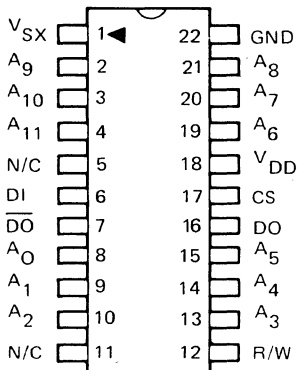 V_SX 1 22 GND
A_9 2 21 A_8
A_10 3 20 A_7
A_11 4 19 A_6
N/C 5 18 V_DD
DI 6 17 CS
D̅O̅ 7 16 DO
A_O 8 15 A_5
A_1 9 14 A_4
A_2 10 13 A_3
N/C 11 12 R/W